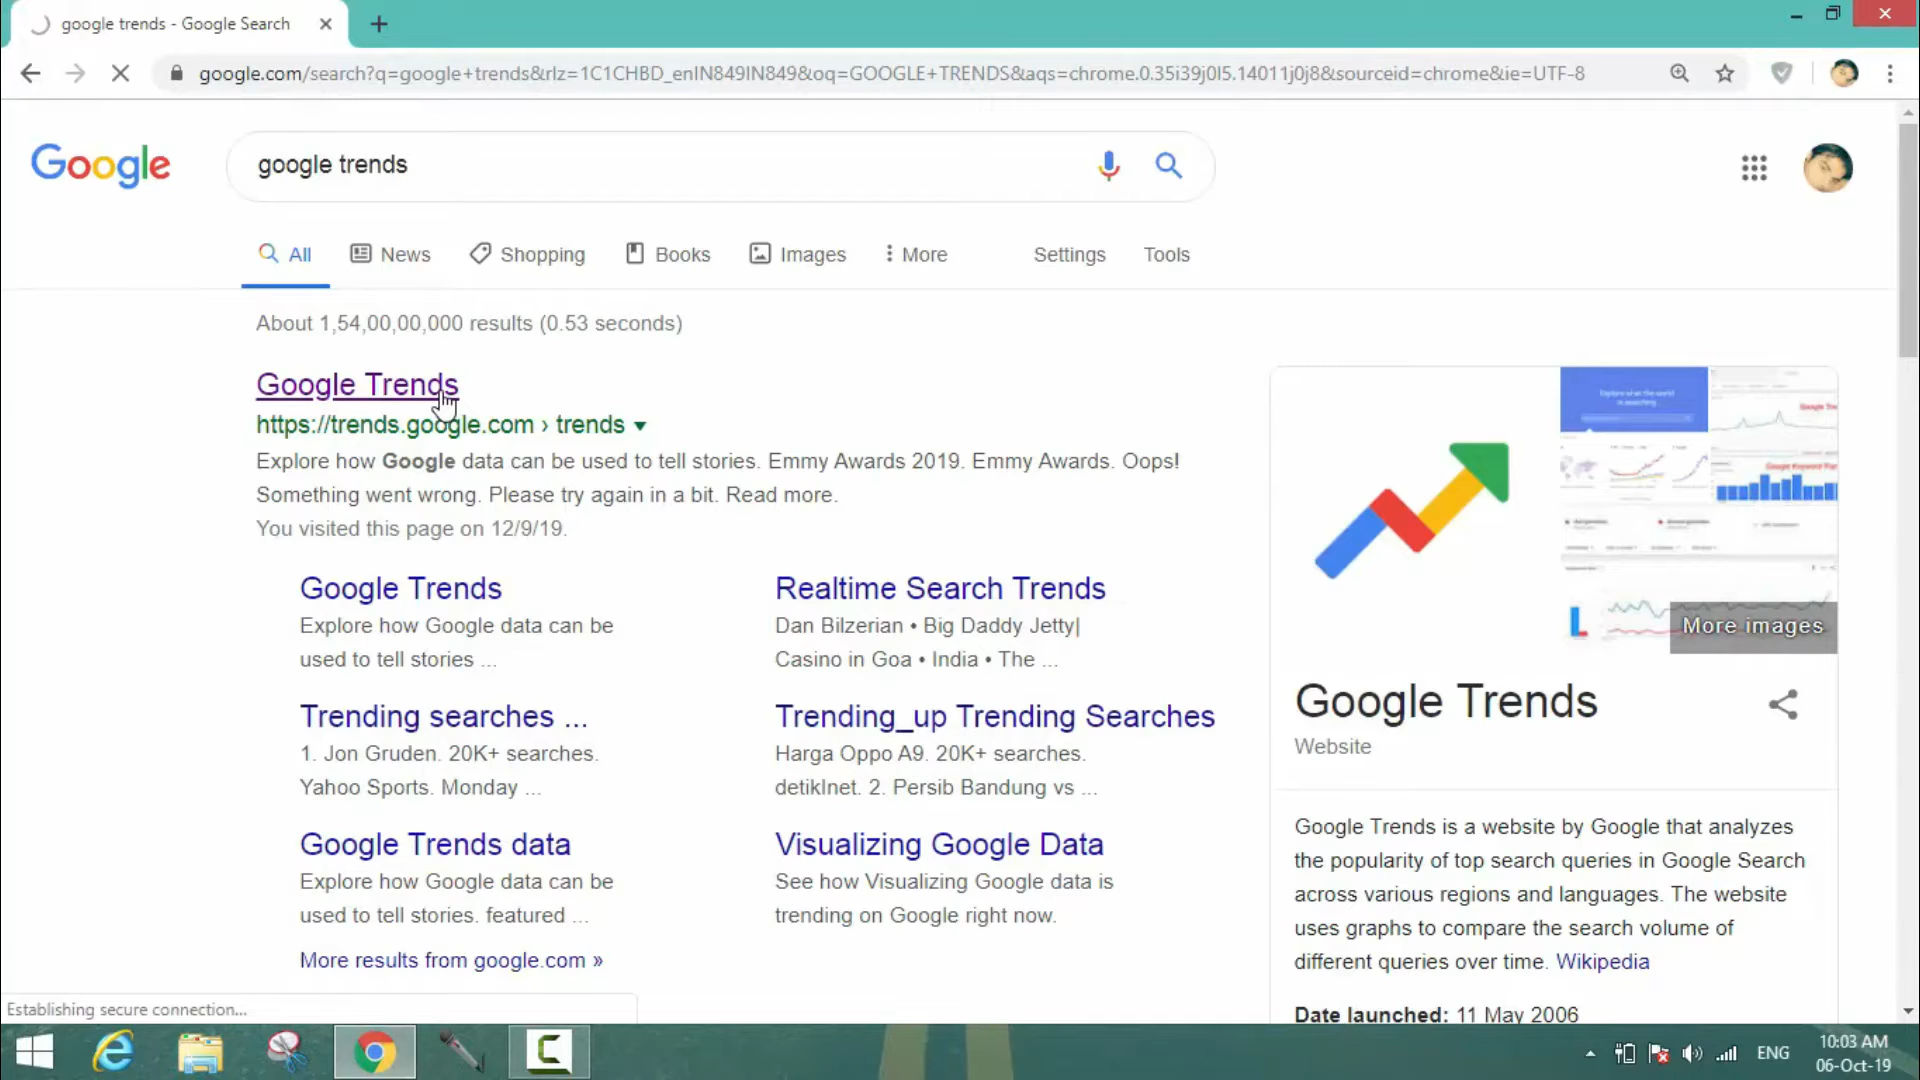 google trends - Google Search
google.com/search?q=google+trends&rlz=1C1CHBD_enIN849IN849&oq=GOOGLE+TRENDS&aqs=chrome.0.35i39j0l5.14011j0j8&sourceid=chrome&ie=UTF-8
Google
google trends
All News Shopping Books Images More Settings Tools
About 1,54,00,00,000 results (0.53 seconds)
Google Trends
https://trends.google.com › trends
Explore how Google data can be used to tell stories. Emmy Awards 2019. Emmy Awards. Oops!
Something went wrong. Please try again in a bit. Read more.
You visited this page on 12/9/19.
Google Trends
Explore how Google data can be
used to tell stories ...
Realtime Search Trends
Dan Bilzerian • Big Daddy Jetty|
Casino in Goa • India • The ...
Trending searches ...
1. Jon Gruden. 20K+ searches.
Yahoo Sports. Monday ...
Trending_up Trending Searches
Harga Oppo A9. 20K+ searches.
detikInet. 2. Persib Bandung vs ...
Google Trends data
Explore how Google data can be
used to tell stories. featured ...
Visualizing Google Data
See how Visualizing Google data is
trending on Google right now.
More results from google.com »
More images
Google Trends
Website
Google Trends is a website by Google that analyzes
the popularity of top search queries in Google Search
across various regions and languages. The website
uses graphs to compare the search volume of
different queries over time. Wikipedia
Date launched: 11 May 2006
Establishing secure connection...
ENG
10:03 AM
06-Oct-19